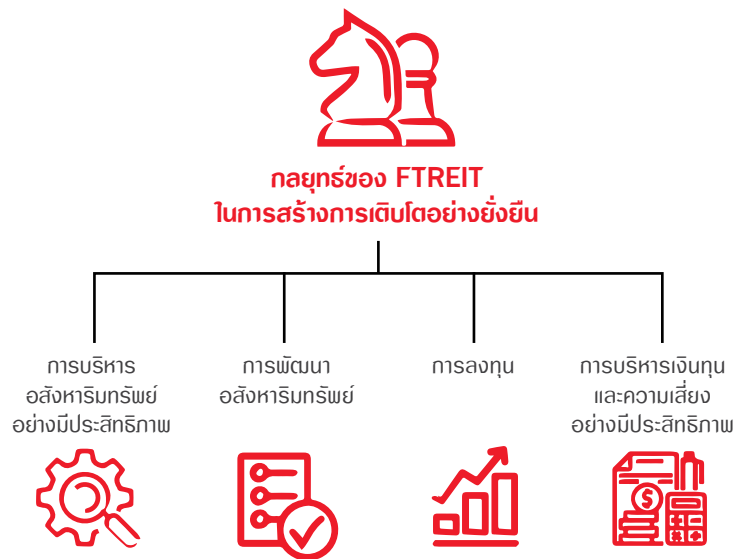 กลยุทธ์ของ FTREIT
ในการสร้างการเติบโตอย่างยั่งยืน
การบริหาร
อสังหาริมทรัพย์
อย่างมีประสิทธิภาพ
การพัฒนา
อสังหาริมทรัพย์
การลงทุน
การบริหารเงินทุน
และความเสี่ยง
อย่างมีประสิทธิภาพ
$